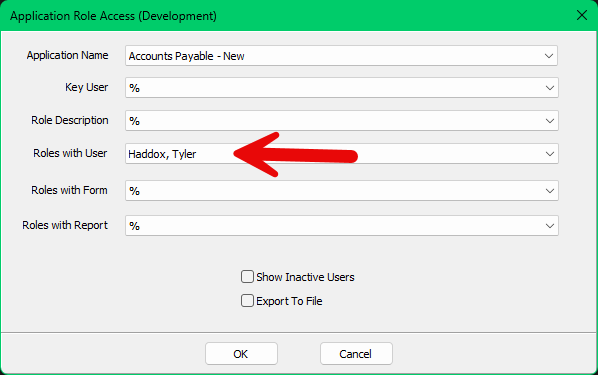 Application Role Access (Development)
Application Name Accounts Payable - New
Key User %
Role Description %
Roles with User Haddox, Tyler
Roles with Form %
Roles with Report %
Show Inactive Users
Export To File
OK Cancel